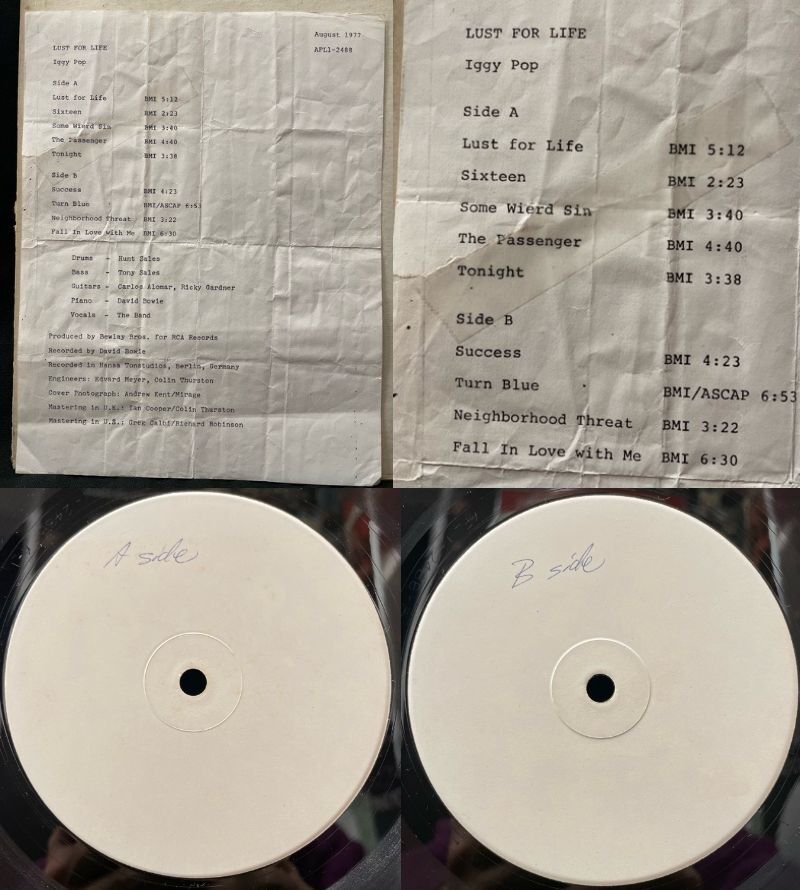 August 1977
LUST FOR LIFE
APL1-2488
Iggy Pop
Side A
Lust for Life BMI 5:12
Sixteen BMI 2:23
Some Wierd Sin BMI 3:40
The Passenger BMI 4:40
Tonight BMI 3:38
Side B
Success BMI 4:23
Turn Blue BMI/ASCAP 6:53
Neighborhood Threat BMI 3:22
Fall In Love with Me BMI 6:30
Drums - Hunt Sales
Bass - Tony Sales
Guitars - Carlos Alomar, Ricky Gardner
Piano - David Bowie
Vocals - The Band
Produced by Bewlay Bros. for RCA Records
Recorded by David Bowie
Recorded in Hansa Tonstudios, Berlin, Germany
Engineers: Edvard Meyer, Colin Thurston
Cover Photograph: Andrew Kent/Mirage
Mastering in U.K.: Ian Cooper/Colin Thurston
Mastering in U.S.: Greg Calbi/Richard Robinson
LUST FOR LIFE
Iggy Pop
Side A
Lust for Life BMI 5:12
Sixteen BMI 2:23
Some Wierd Sin BMI 3:40
The Passenger BMI 4:40
Tonight BMI 3:38
Side B
Success BMI 4:23
Turn Blue BMI/ASCAP 6:53
Neighborhood Threat BMI 3:22
Fall In Love with Me BMI 6:30
A side
B side